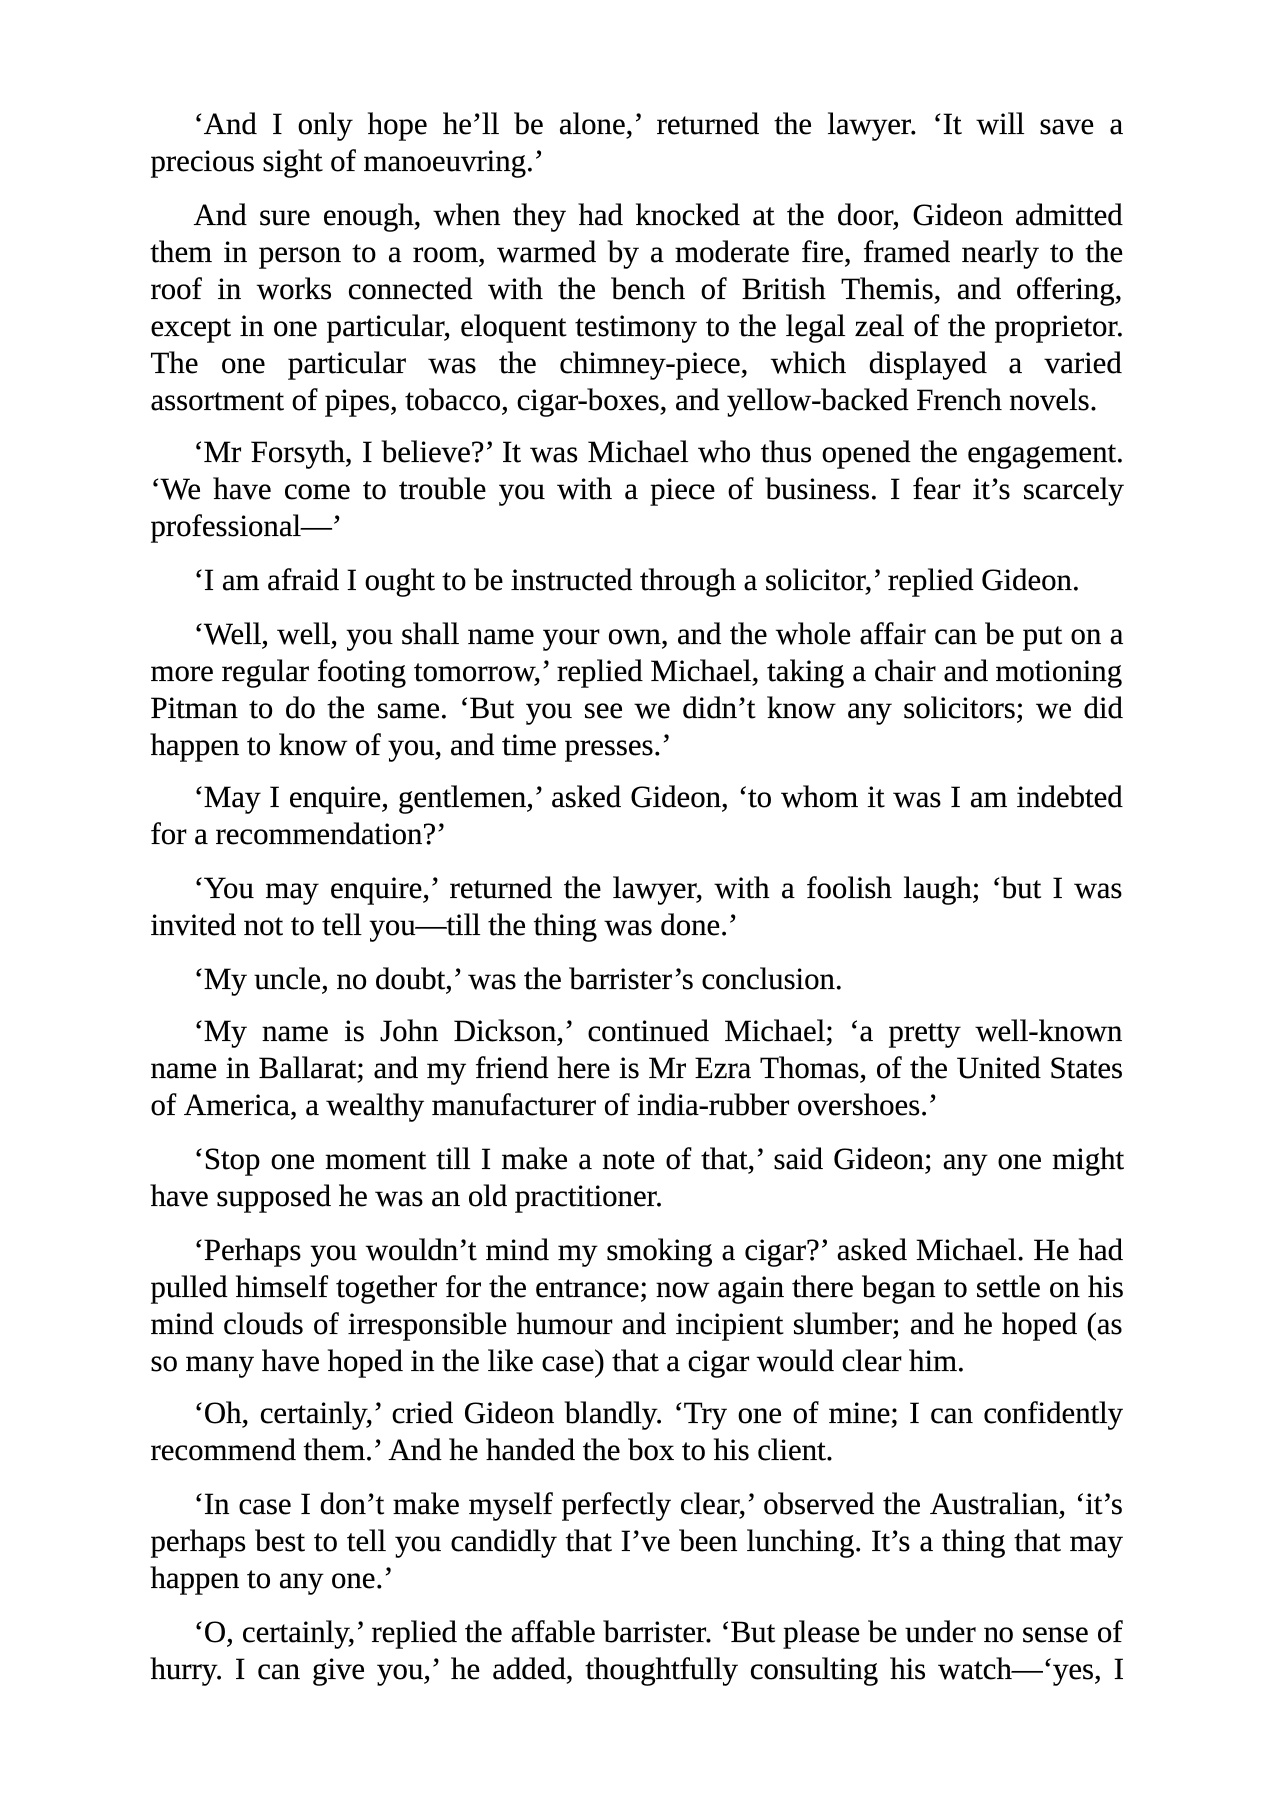 ‘And I only hope he’ll be alone,’ returned the lawyer. ‘It will save a
precious sight of manoeuvring.’
And sure enough, when they had knocked at the door, Gideon admitted
them in person to a room, warmed by a moderate fire, framed nearly to the
roof in works connected with the bench of British Themis, and offering,
except in one particular, eloquent testimony to the legal zeal of the proprietor.
The one particular was the chimney-piece, which displayed a varied
assortment of pipes, tobacco, cigar-boxes, and yellow-backed French novels.
‘Mr Forsyth, I believe?’ It was Michael who thus opened the engagement.
‘We have come to trouble you with a piece of business. I fear it’s scarcely
professional—’
‘I am afraid I ought to be instructed through a solicitor,’ replied Gideon.
‘Well, well, you shall name your own, and the whole affair can be put on a
more regular footing tomorrow,’ replied Michael, taking a chair and motioning
Pitman to do the same. ‘But you see we didn’t know any solicitors; we did
happen to know of you, and time presses.’
‘May I enquire, gentlemen,’ asked Gideon, ‘to whom it was I am indebted
for a recommendation?’
‘You may enquire,’ returned the lawyer, with a foolish laugh; ‘but I was
invited not to tell you—till the thing was done.’
‘My uncle, no doubt,’ was the barrister’s conclusion.
‘My name is John Dickson,’ continued Michael; ‘a pretty well-known
name in Ballarat; and my friend here is Mr Ezra Thomas, of the United States
of America, a wealthy manufacturer of india-rubber overshoes.’
‘Stop one moment till I make a note of that,’ said Gideon; any one might
have supposed he was an old practitioner.
‘Perhaps you wouldn’t mind my smoking a cigar?’ asked Michael. He had
pulled himself together for the entrance; now again there began to settle on his
mind clouds of irresponsible humour and incipient slumber; and he hoped (as
so many have hoped in the like case) that a cigar would clear him.
‘Oh, certainly,’ cried Gideon blandly. ‘Try one of mine; I can confidently
recommend them.’ And he handed the box to his client.
‘In case I don’t make myself perfectly clear,’ observed the Australian, ‘it’s
perhaps best to tell you candidly that I’ve been lunching. It’s a thing that may
happen to any one.’
‘O, certainly,’ replied the affable barrister. ‘But please be under no sense of
hurry. I can give you,’ he added, thoughtfully consulting his watch—‘yes, I